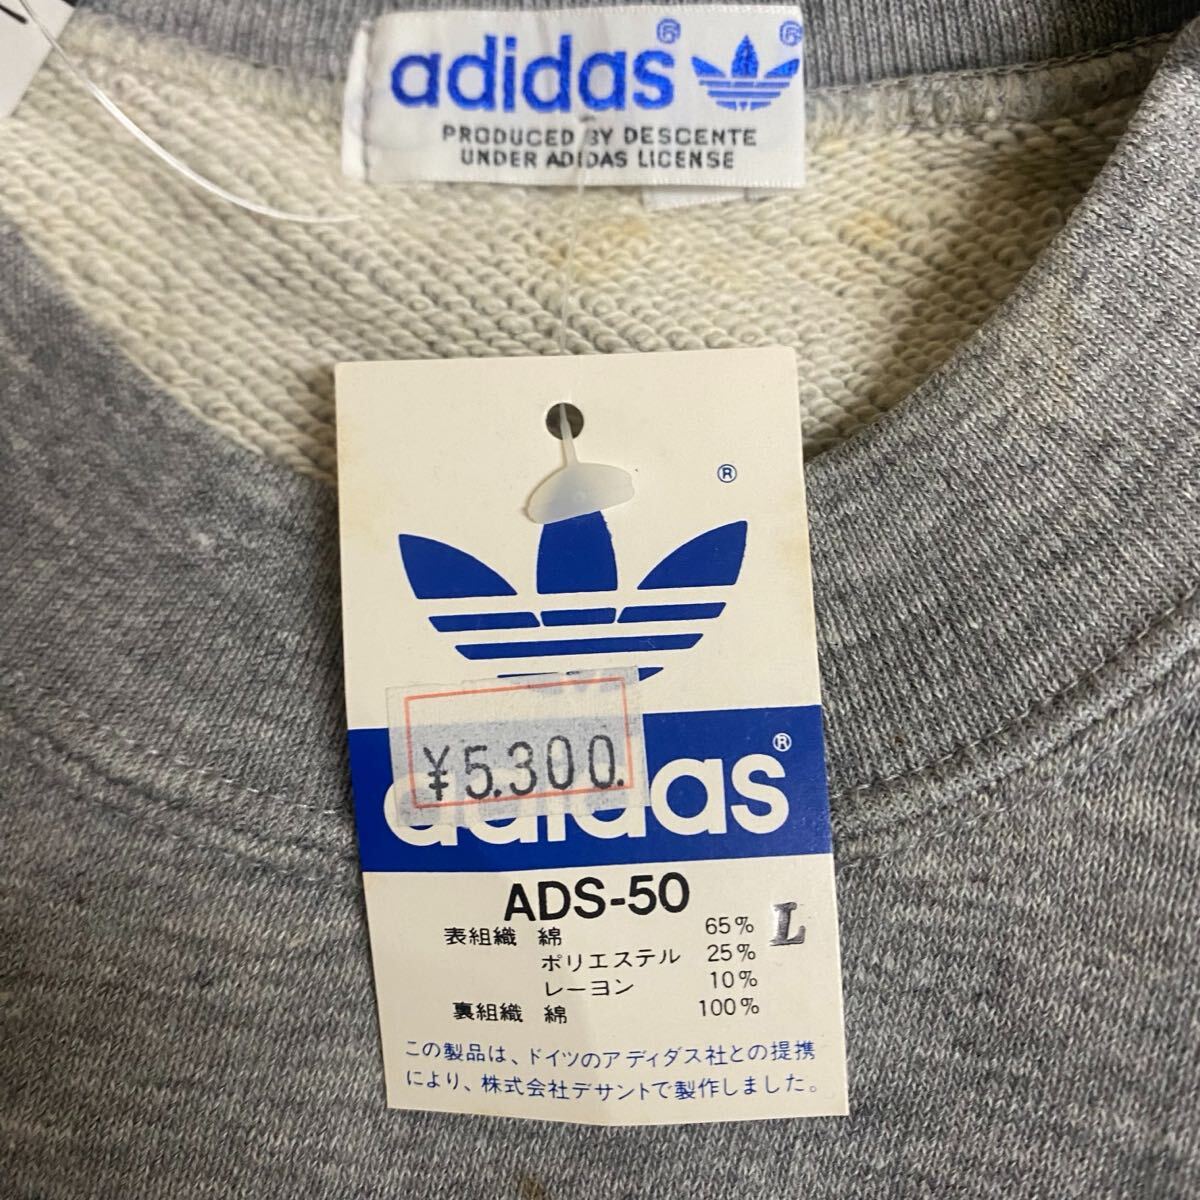 adidas®
®
PRODUCED BY DESCENTE
UNDER ADIDAS LICENSE
®
¥5.300.
adidas®
ADS-50
表組織 綿 65% L
ポリエステル 25%
レーヨン 10%
裏組織 綿 100%
この製品は、ドイツのアディダス社との提携
により、株式会社デサントで製作しました。